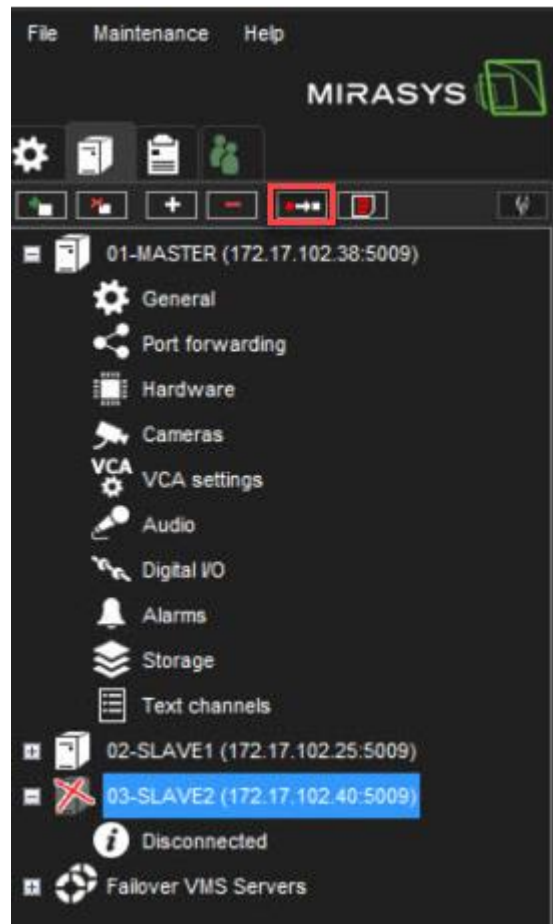 File Maintenance Help
MIRASYS
01-MASTER (172.17.102.38:5009)
General
Port forwarding
Hardware
Cameras
VCA
VCA settings
Audio
Digital I/O
Alarms
Storage
Text channels
02-SLAVE1 (172.17.102.25:5009)
03-SLAVE2 (172.17.102.40:5009)
Disconnected
Failover VMS Servers